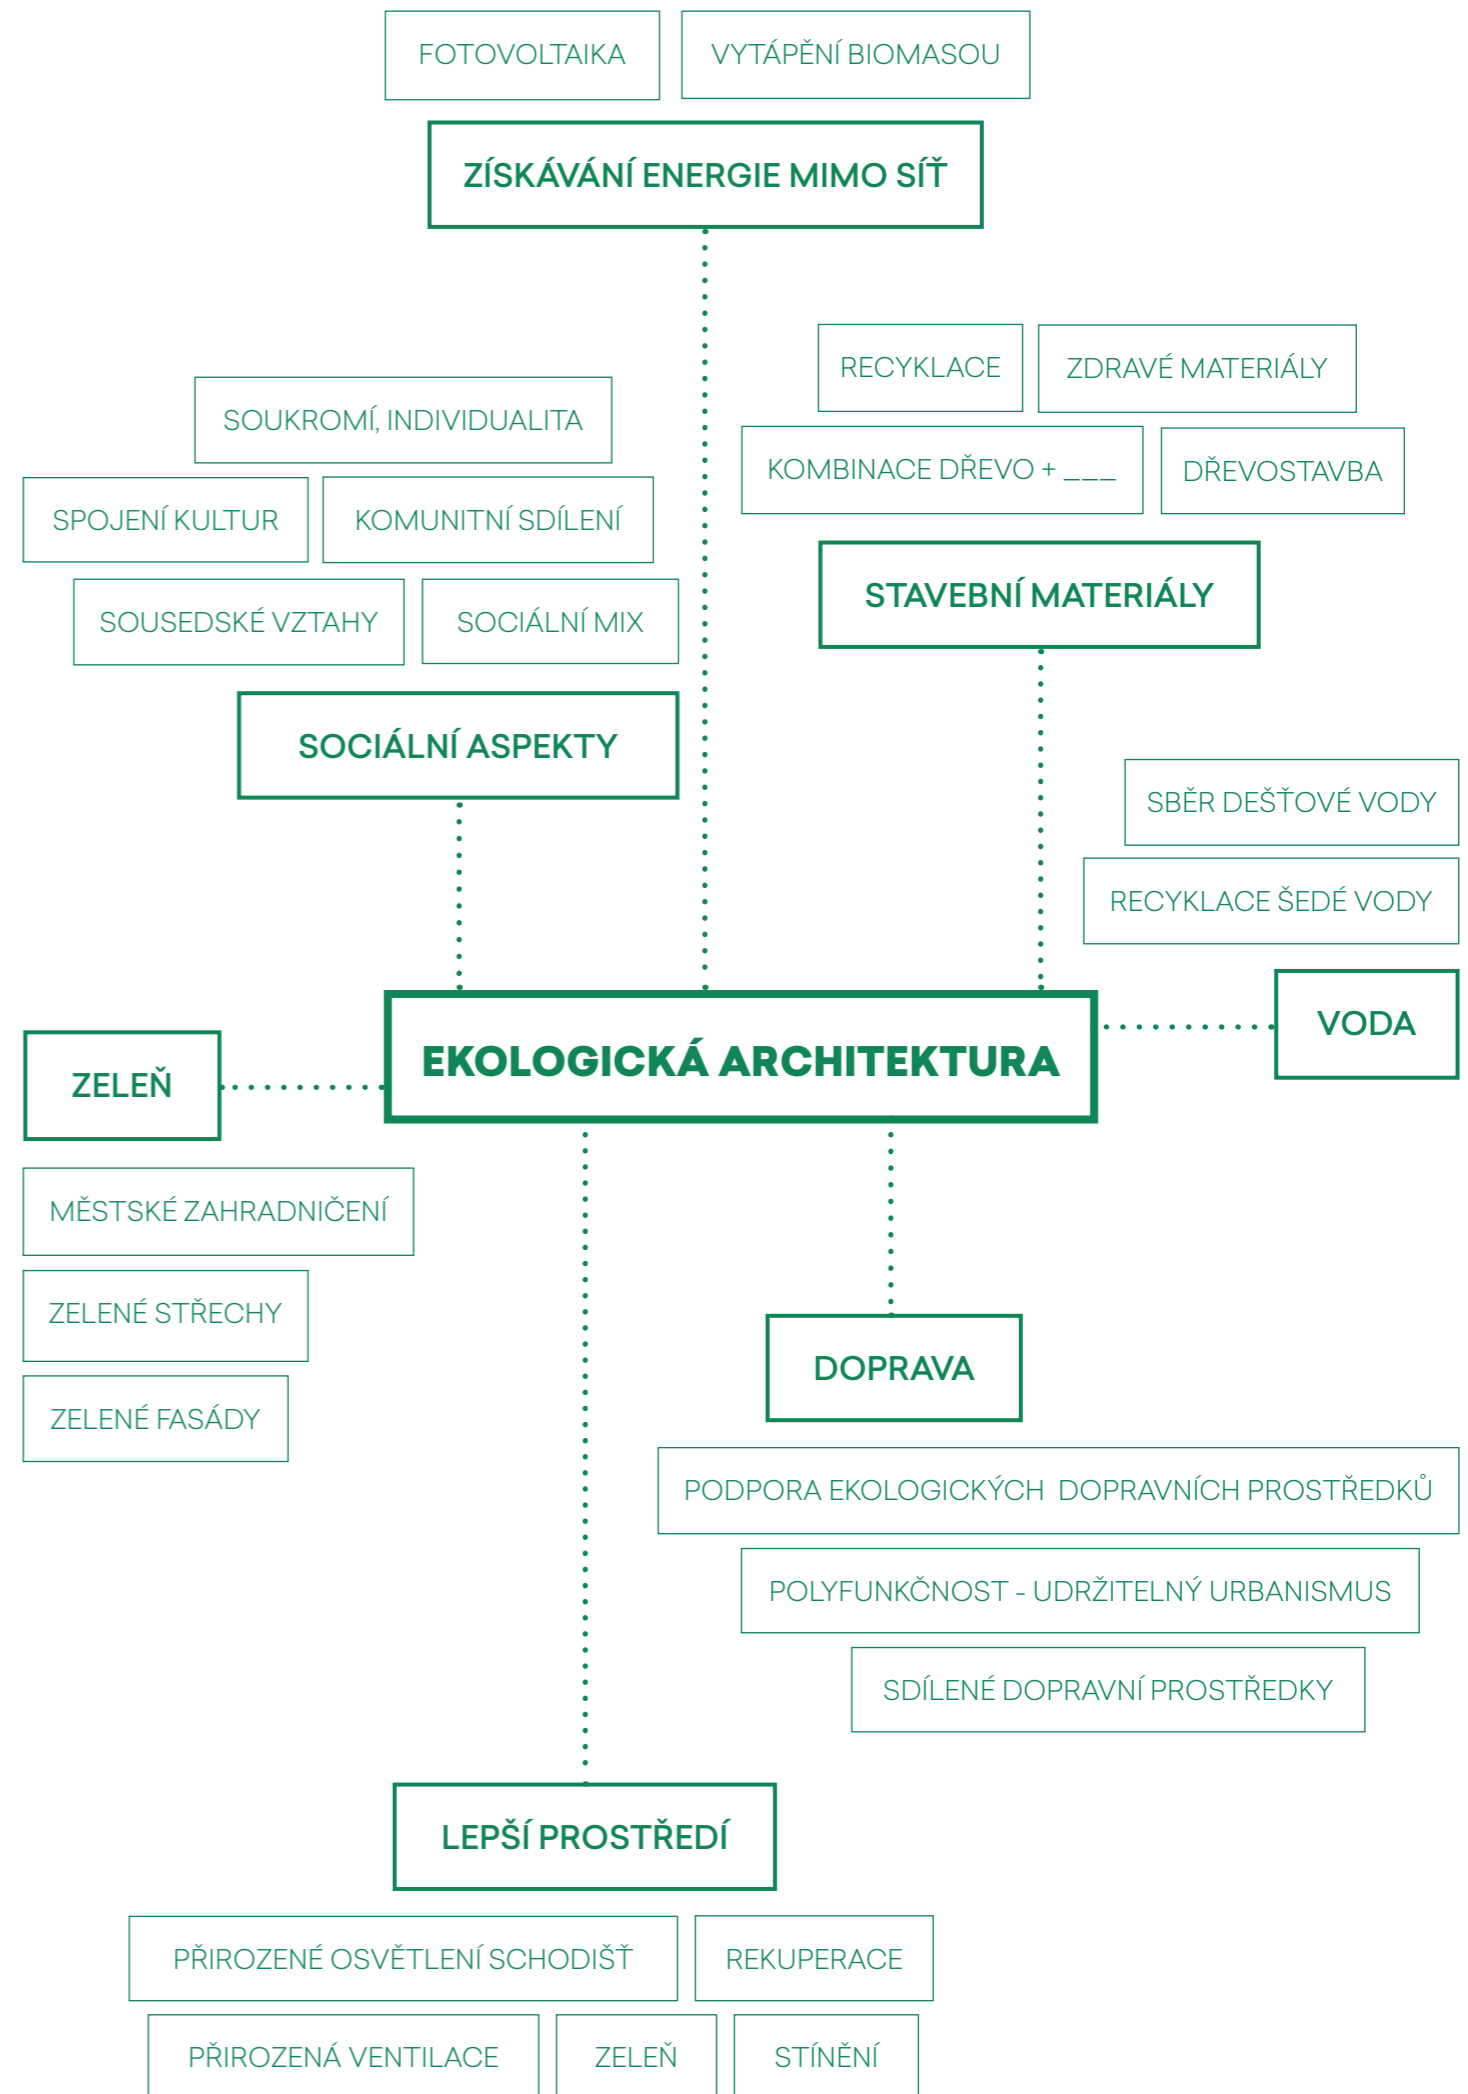 FOTOVOLTAIKA
VYTÁPĚNÍ BIOMASOU
ZÍSKÁVÁNÍ ENERGIE MIMO SÍŤ
RECYKLACE
ZDRAVÉ MATERIÁLY
KOMBINACE DŘEVO + ___
DŘEVOSTAVBA
STAVEBNÍ MATERIÁLY
SOUKROMÍ, INDIVIDUALITA
SPOJENÍ KULTUR
KOMUNITNÍ SDÍLENÍ
SOUSEDSKÉ VZTAHY
SOCIÁLNÍ MIX
SOCIÁLNÍ ASPEKTY
SBĚR DEŠŤOVÉ VODY
RECYKLACE ŠEDÉ VODY
VODA
EKOLOGICKÁ ARCHITEKTURA
ZELEŇ
MĚSTSKÉ ZAHRADNIČENÍ
ZELENÉ STŘECHY
ZELENÉ FASÁDY
DOPRAVA
PODPORA EKOLOGICKÝCH DOPRAVNÍCH PROSTŘEDKŮ
POLYFUNKČNOST - UDRŽITELNÝ URBANISMUS
SDÍLENÉ DOPRAVNÍ PROSTŘEDKY
LEPŠÍ PROSTŘEDÍ
PŘIROZENÉ OSVĚTLENÍ SCHODIŠŤ
REKUPERACE
PŘIROZENÁ VENTILACE
ZELEŇ
STÍNĚNÍ